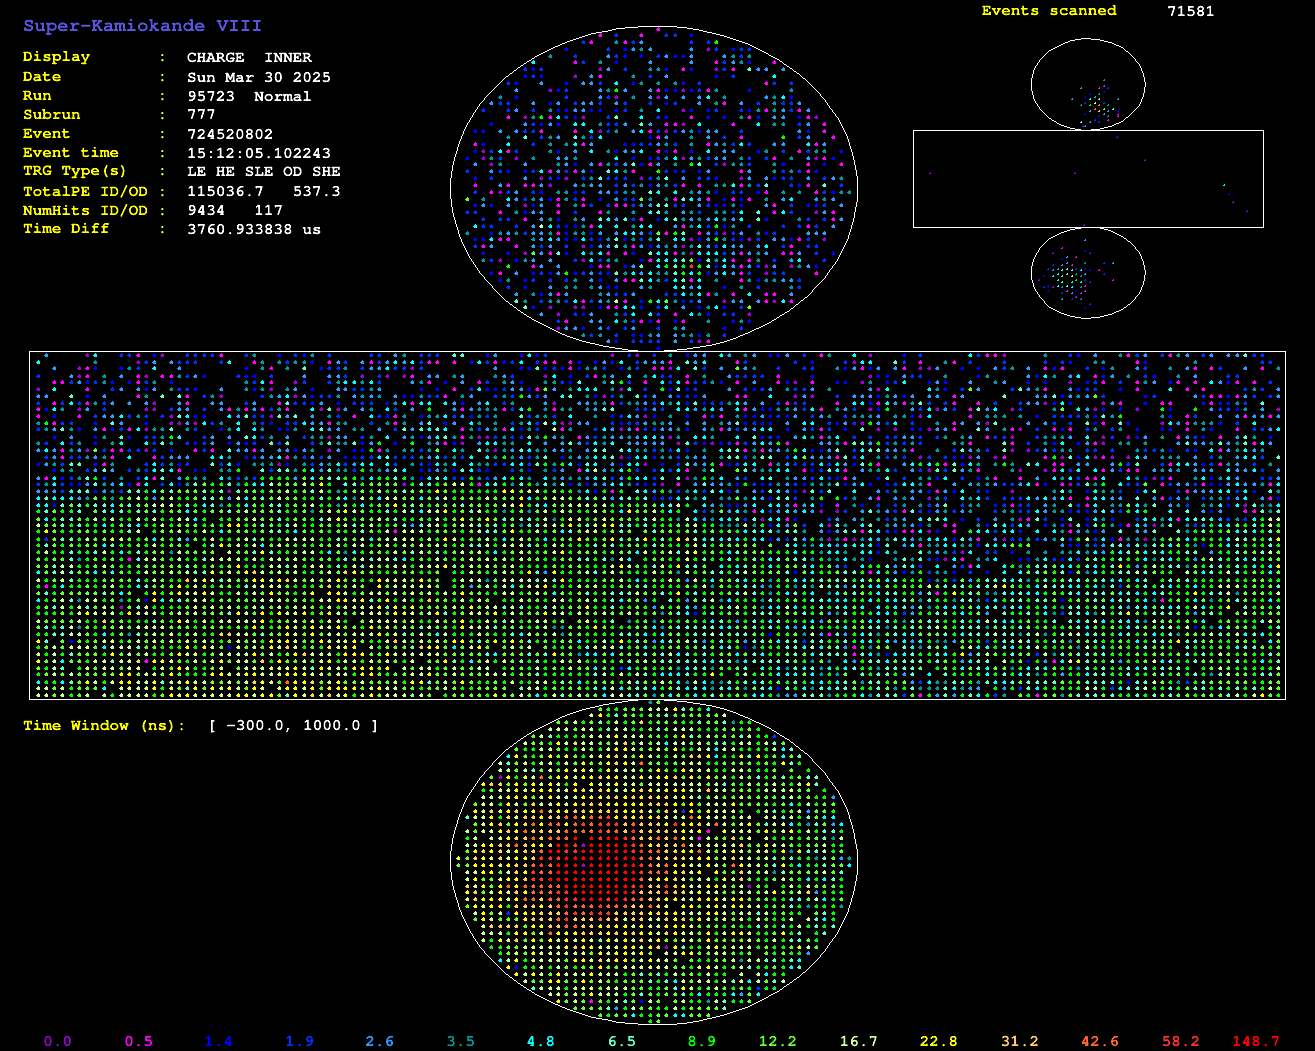 Super-Kamiokande VIII
Events scanned 71581
Display : CHARGE INNER
Date : Sun Mar 30 2025
Run : 95723 Normal
Subrun : 777
Event : 724520802
Event time : 15:12:05.102243
TRG Type(s) : LE HE SLE OD SHE
TotalPE ID/OD : 115036.7 537.3
NumHits ID/OD : 9434 117
Time Diff : 3760.933838 us
Time Window (ns): [ -300.0, 1000.0 ]
0.0 0.5 1.4 1.9 2.6 3.5 4.8 6.5 8.9 12.2 16.7 22.8 31.2 42.6 58.2 148.7